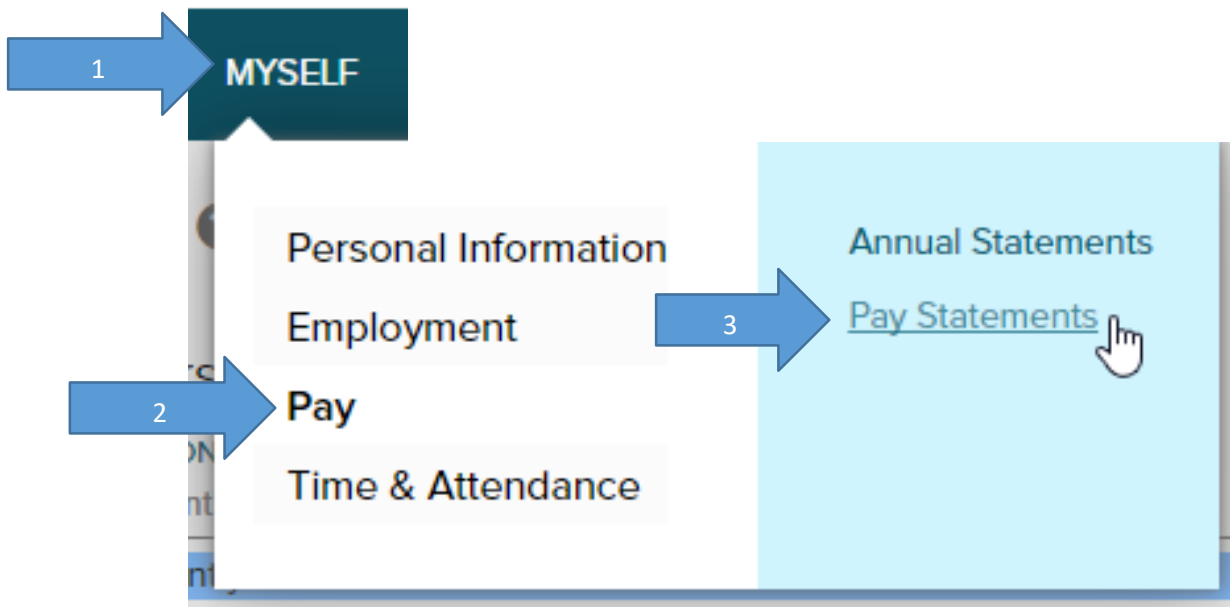 1
MYSELF
Personal Information
Annual Statements
Employment
3
Pay Statements
2
Pay
Time & Attendance